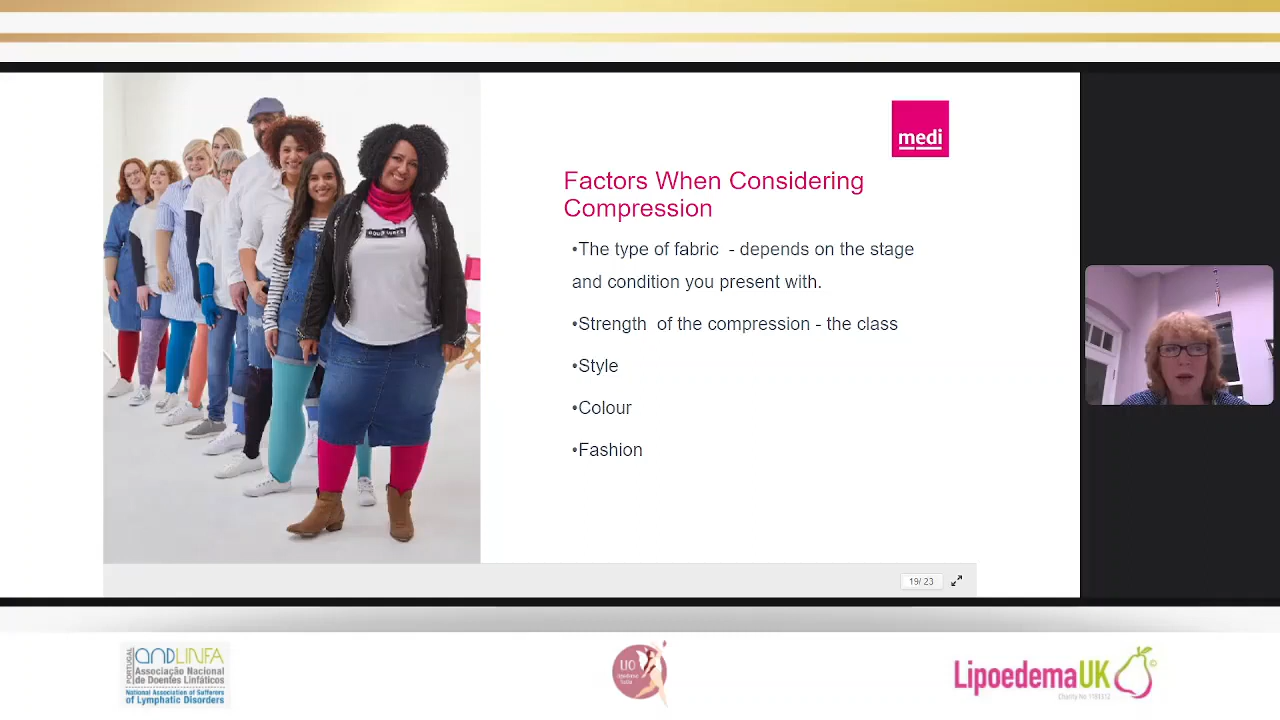 medi
Factors When Considering
Compression
•The type of fabric - depends on the stage
and condition you present with.
•Strength of the compression - the class
•Style
•Colour
•Fashion
19/ 23
PORTUGAL
ANDLINFA
Associação Nacional
de Doentes Linfáticos
National Association of Sufferers
of Lymphatic Disorders
LIO
LipoedemaUK